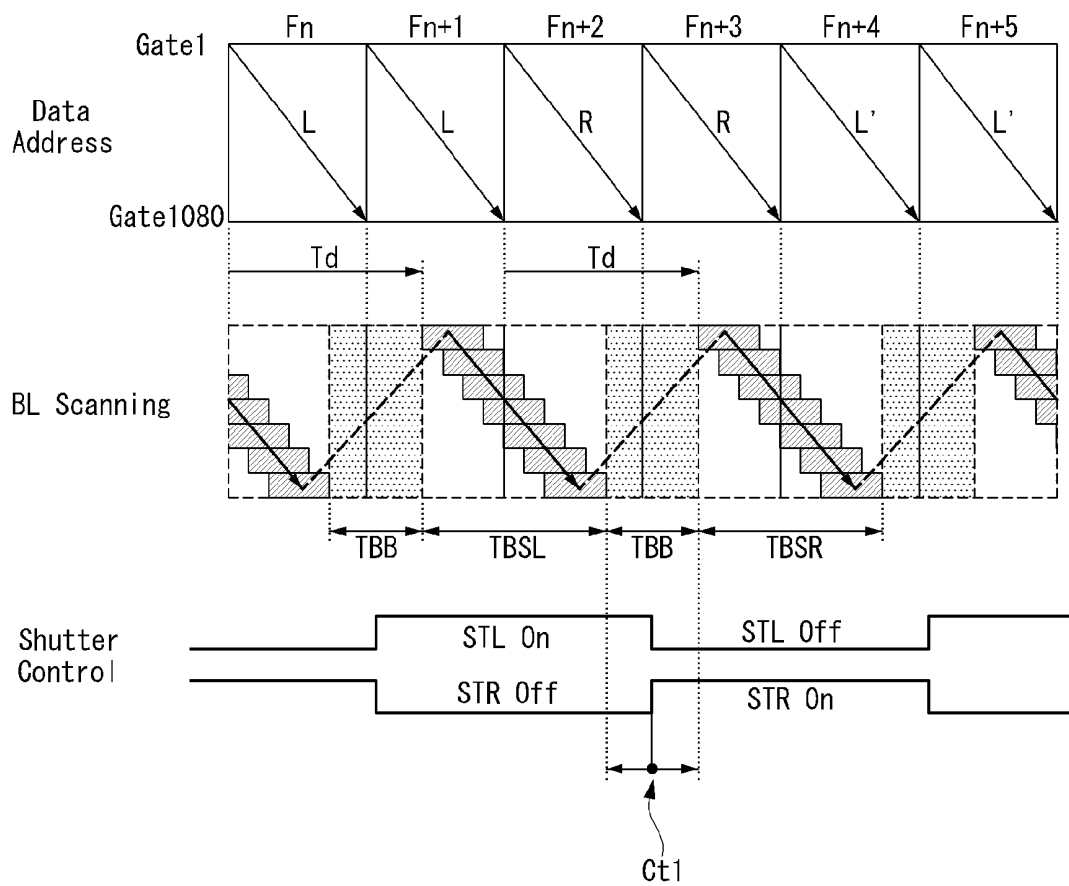 Fn Fn+1 Fn+2 Fn+3 Fn+4 Fn+5
Gate1
Data
Address
L L R R L' L'
Gate1080
Td Td
BL Scanning
TBB TBSL TBB TBSR
Shutter
Control
STL On STL Off
STR Off STR On
Ct1